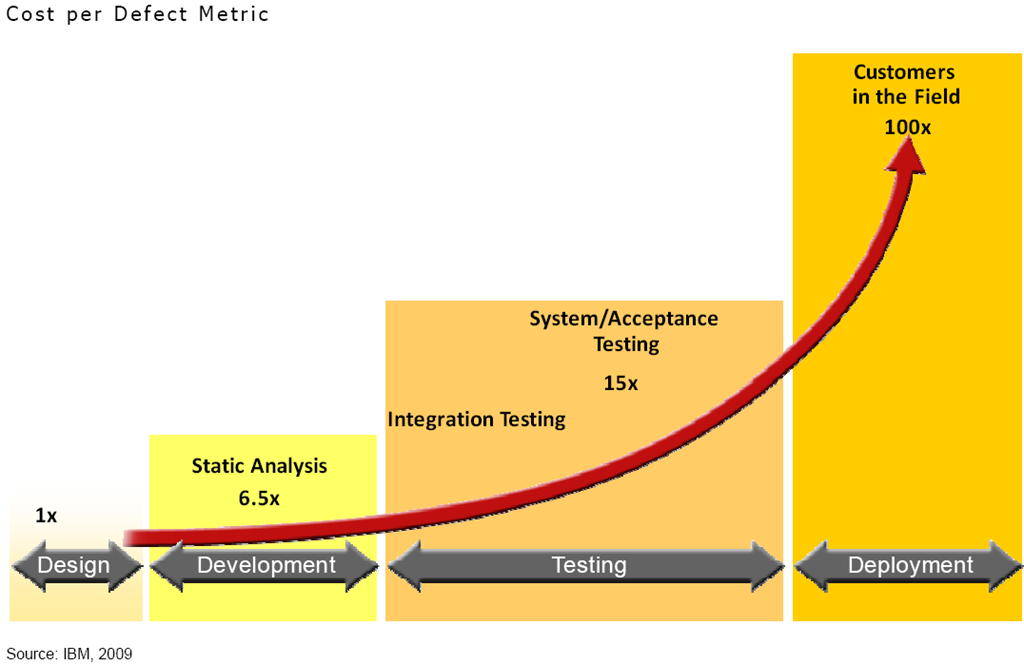 Cost per Defect Metric
Customers
in the Field
100x
System/Acceptance
Testing
15x
Integration Testing
Static Analysis
6.5x
1x
Design
Development
Testing
Deployment
Source: IBM, 2009